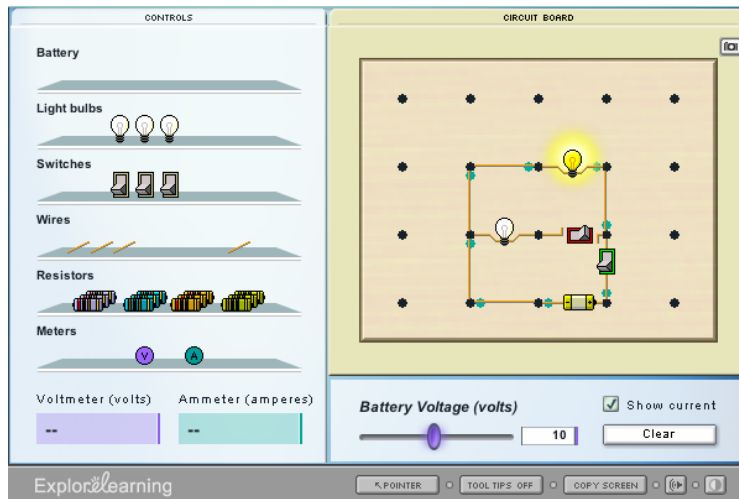 CONTROLS
CIRCUIT BOARD
Battery
Light bulbs
Switches
Wires
Resistors
Meters
V A
Voltmeter (volts) Ammeter (amperes)
-- --
Battery Voltage (volts)
10
Show current
Clear
ExploreLearning
POINTER
TOOL TIPS OFF
COPY SCREEN